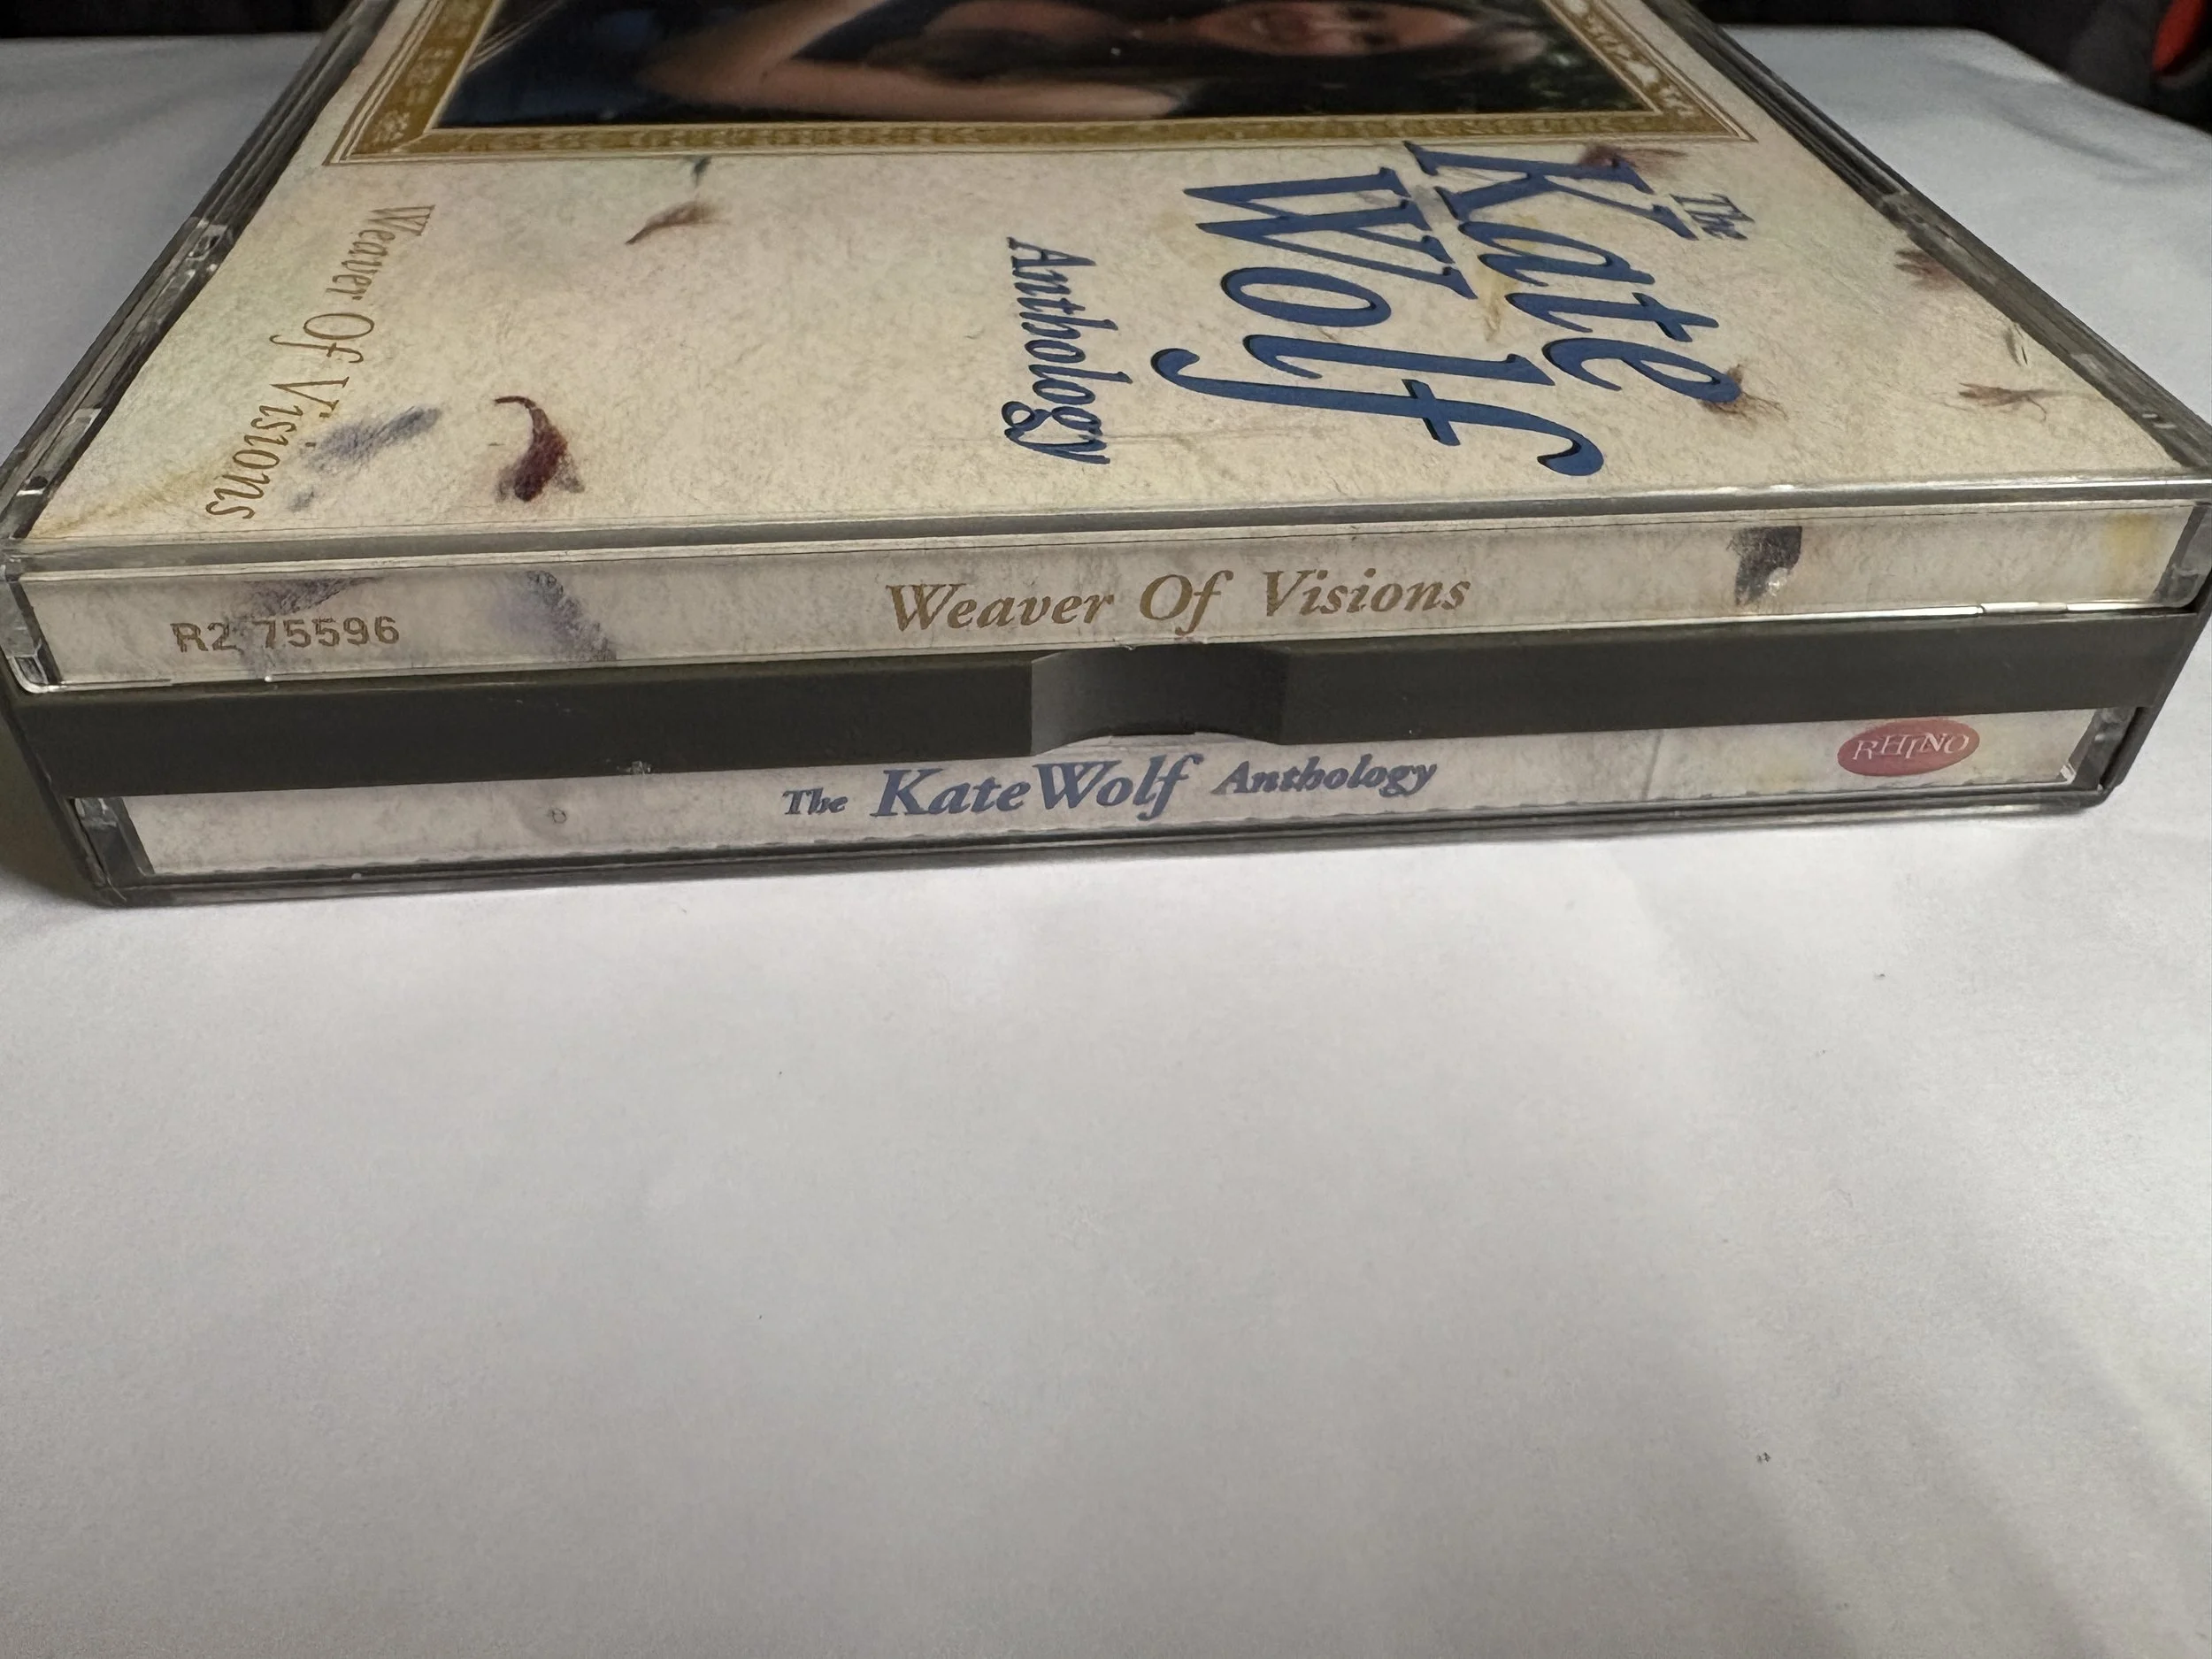 The
Kate
Wolf
Anthology
Weaver Of Visions
R2 75596
Weaver Of Visions
The Kate Wolf Anthology
RHINO